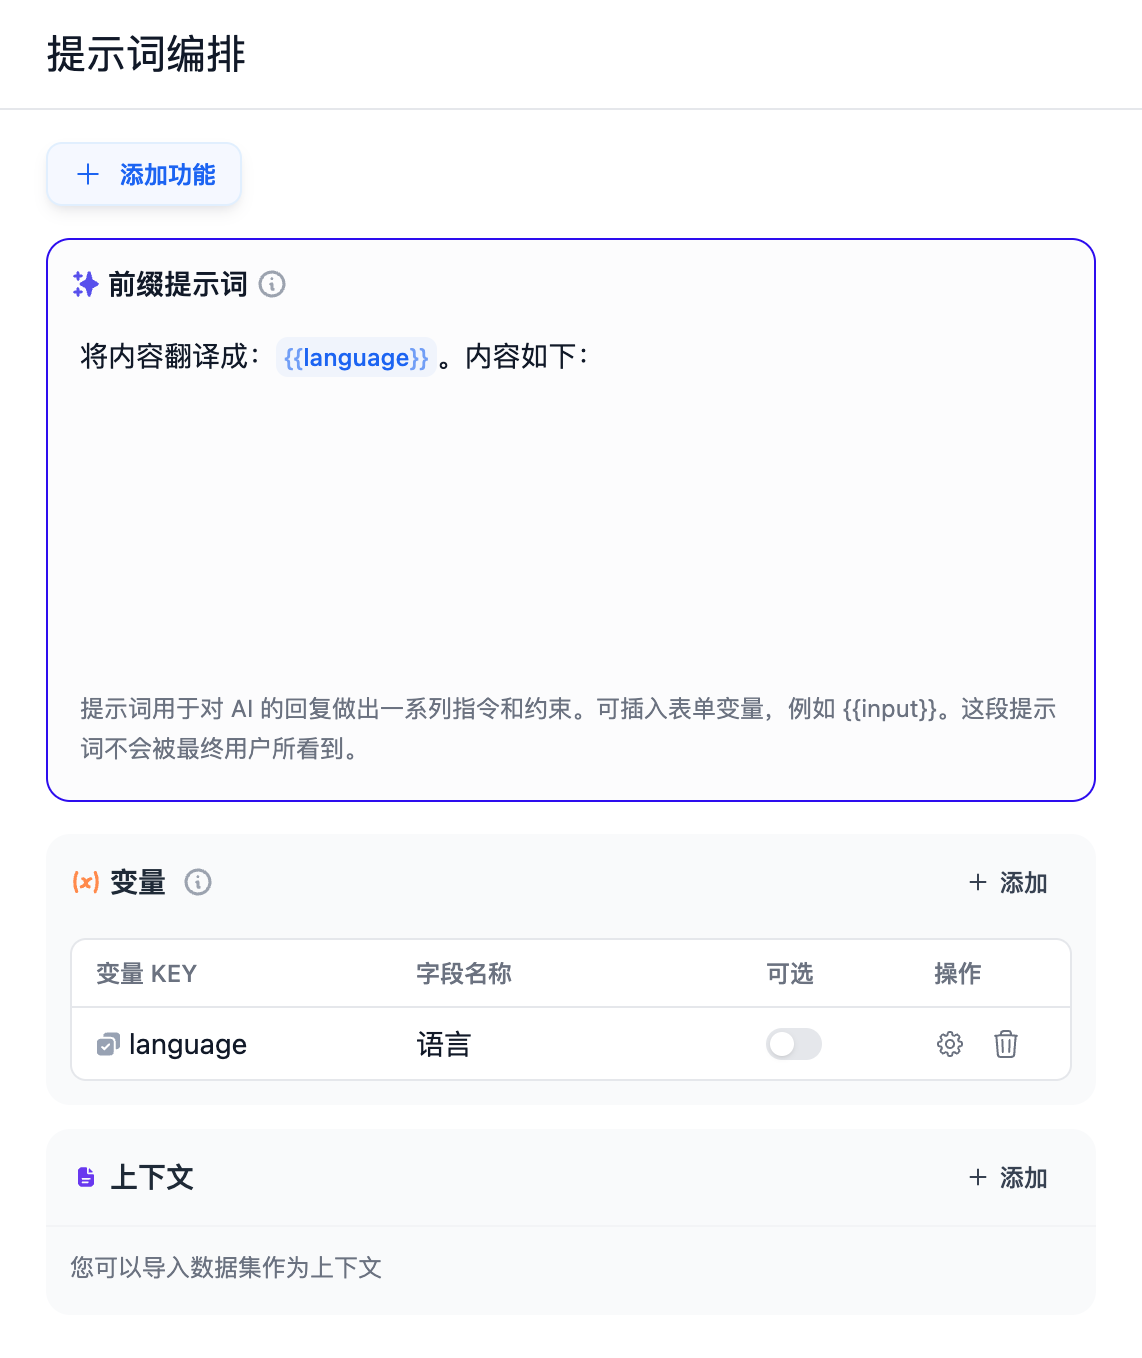 提示词编排
添加功能
前缀提示词
将内容翻译成： {{language}} 。内容如下：
提示词用于对 AI 的回复做出一系列指令和约束。可插入表单变量，例如 {{input}}。这段提示
词不会被最终用户所看到。
(x) 变量
+ 添加
变量 KEY 字段名称 可选 操作
language 语言
上下文
+ 添加
您可以导入数据集作为上下文